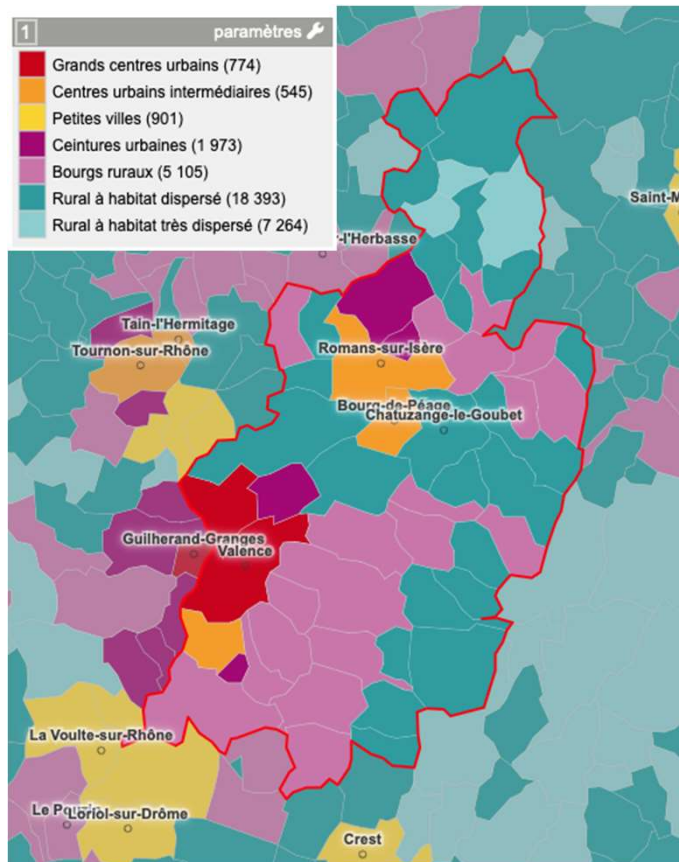 1 paramètres
Grands centres urbains (774)
Centres urbains intermédiaires (545)
Petites villes (901)
Ceintures urbaines (1 973)
Bourgs ruraux (5 105)
Rural à habitat dispersé (18 393)
Rural à habitat très dispersé (7 264)
Saint-M
r-l'Herbasse
Tain-l'Hermitage
Tournon-sur-Rhône
Romans-sur-Isère
Bourg-de-Péage
Chatuzange-le-Goubet
Guilherand-Granges
Valence
La Voulte-sur-Rhône
Le Pouzin
Loriol-sur-Drôme
Crest